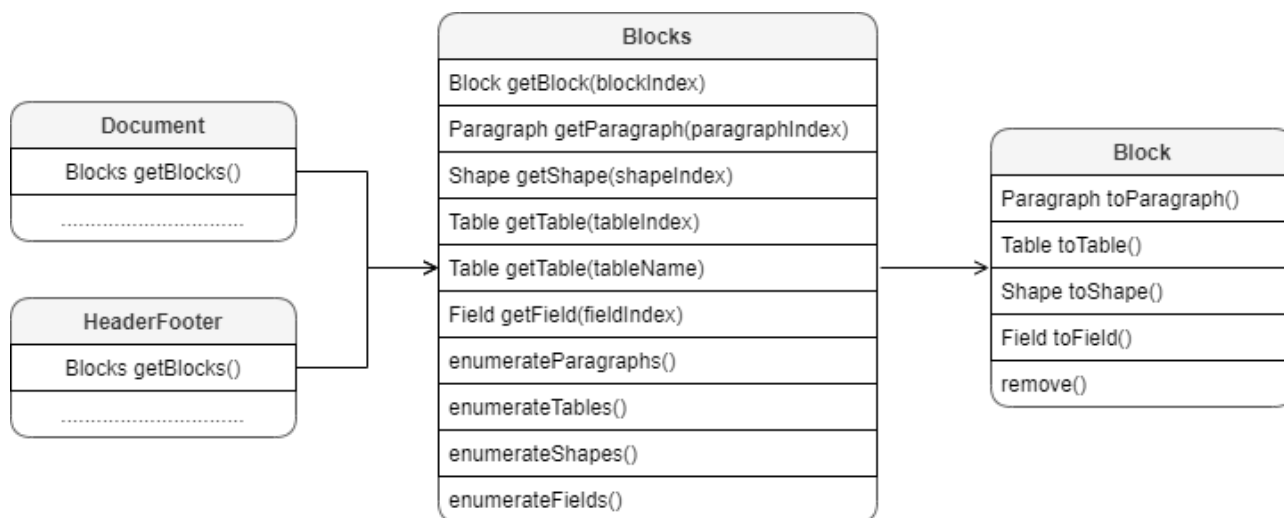 Document
Blocks getBlocks()
...............................
HeaderFooter
Blocks getBlocks()
...............................
Blocks
Block getBlock(blockIndex)
Paragraph getParagraph(paragraphIndex)
Shape getShape(shapeIndex)
Table getTable(tableIndex)
Table getTable(tableName)
Field getField(fieldIndex)
enumerateParagraphs()
enumerateTables()
enumerateShapes()
enumerateFields()
Block
Paragraph toParagraph()
Table toTable()
Shape toShape()
Field toField()
remove()